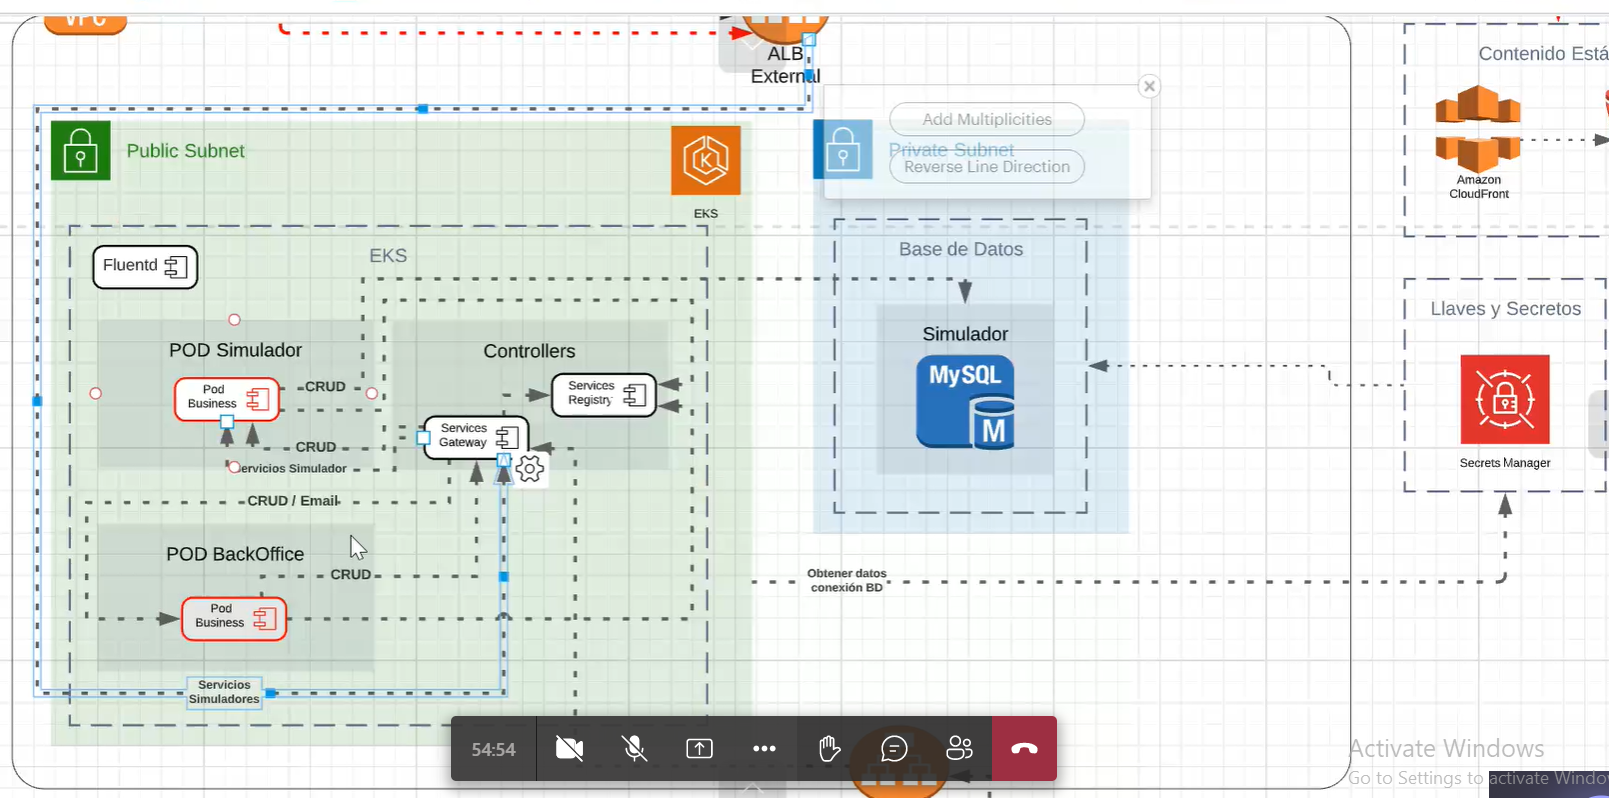 VPC
ALB
External
Contenido Está
Add Multiplicities
Public Subnet
Private Subnet
Reverse Line Direction
Amazon
CloudFront
EKS
Fluentd
EKS
Base de Datos
Llaves y Secretos
POD Simulador
Controllers
Simulador
Pod
Business
CRUD
Services
Registry
MySQL
M
Services
Gateway
CRUD
ervicios Simulador
Secrets Manager
CRUD / Email
POD BackOffice
CRUD
Obtener datos
conexión BD
Pod
Business
Servicios
Simuladores
54:54
Activate Windows
Go to Settings to activate Windo